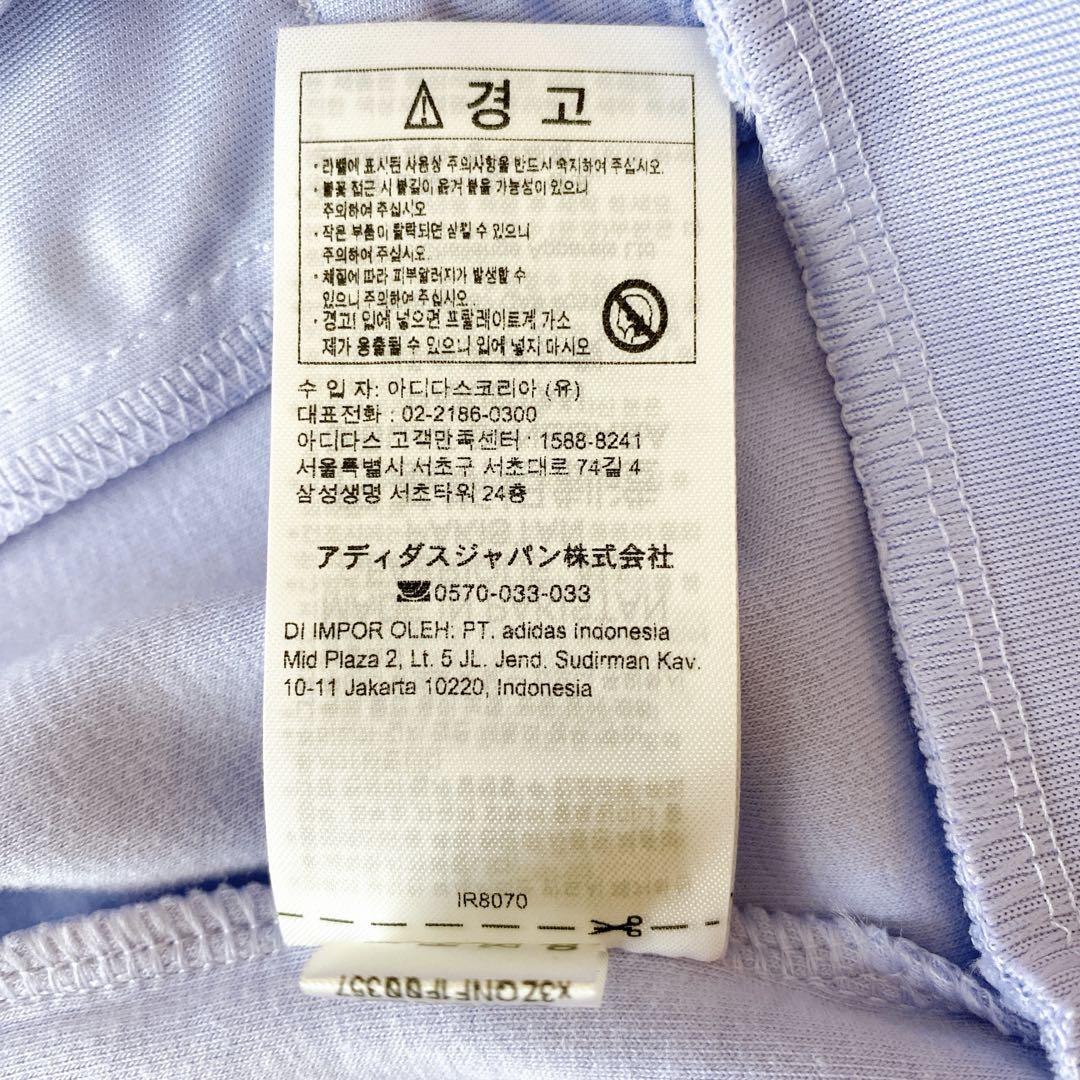 경 고
· 라벨에 표시된 사용상 주의사항을 반드시 숙지하여 주십시오.
· 불꽃 접근 시 불길이 옮겨 붙을 가능성이 있으니
주의하여 주십시오
· 작은 부품이 탈락되면 삼킬 수 있으니
주의하여 주십시오.
· 체질에 따라 피부알러지가 발생할 수
있으니 주의하여 주십시오.
· 경고! 입에 넣으면 프탈레이트계 가소
제가 용출될 수 있으니 입에 넣지 마시오
수 입 자: 아디다스코리아 (유)
대표전화 : 02-2186-0300
아디다스 고객만족센터 : 1588-8241
서울특별시 서초구 서초대로 74길 4
삼성생명 서초타워 24층
アディダスジャパン株式会社
0570-033-033
DI IMPOR OLEH: PT. adidas Indonesia
Mid Plaza 2, Lt. 5 JL. Jend. Sudirman Kav.
10-11 Jakarta 10220, Indonesia
IR8070